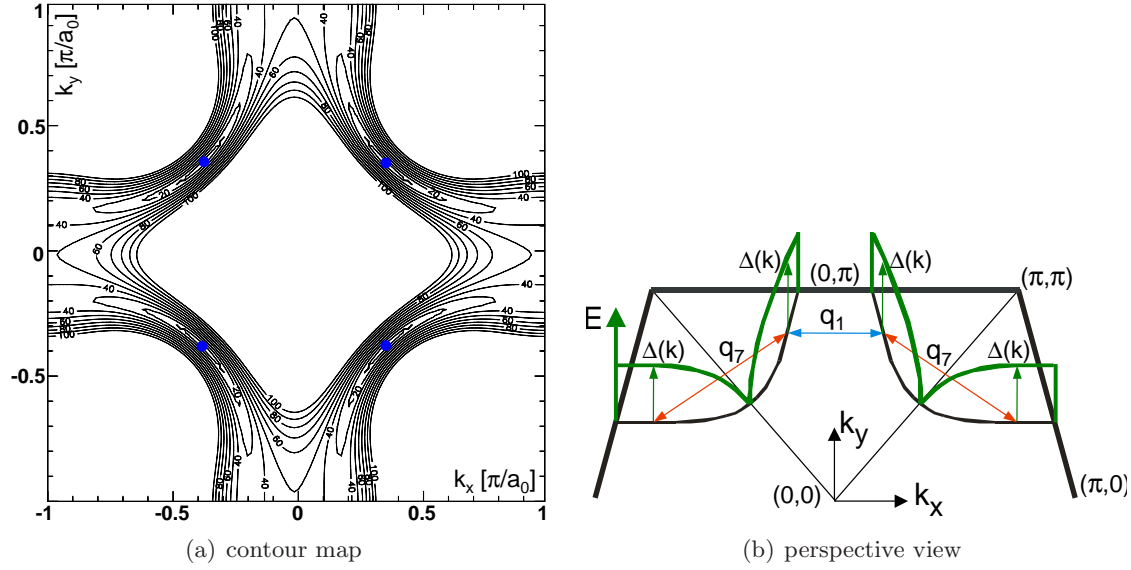 k_y [π/a_0]
1
0.5
0
-0.5
-1
-0.5
0
0.5
1
k_x [π/a_0]
20
40
60
80
100
(a) contour map
E
Δ(k)
Δ(k)
(0,π)
Δ(k)
Δ(k)
(π,π)
q_7
q_1
q_7
k_y
(0,0)
k_x
(π,0)
(b) perspective view